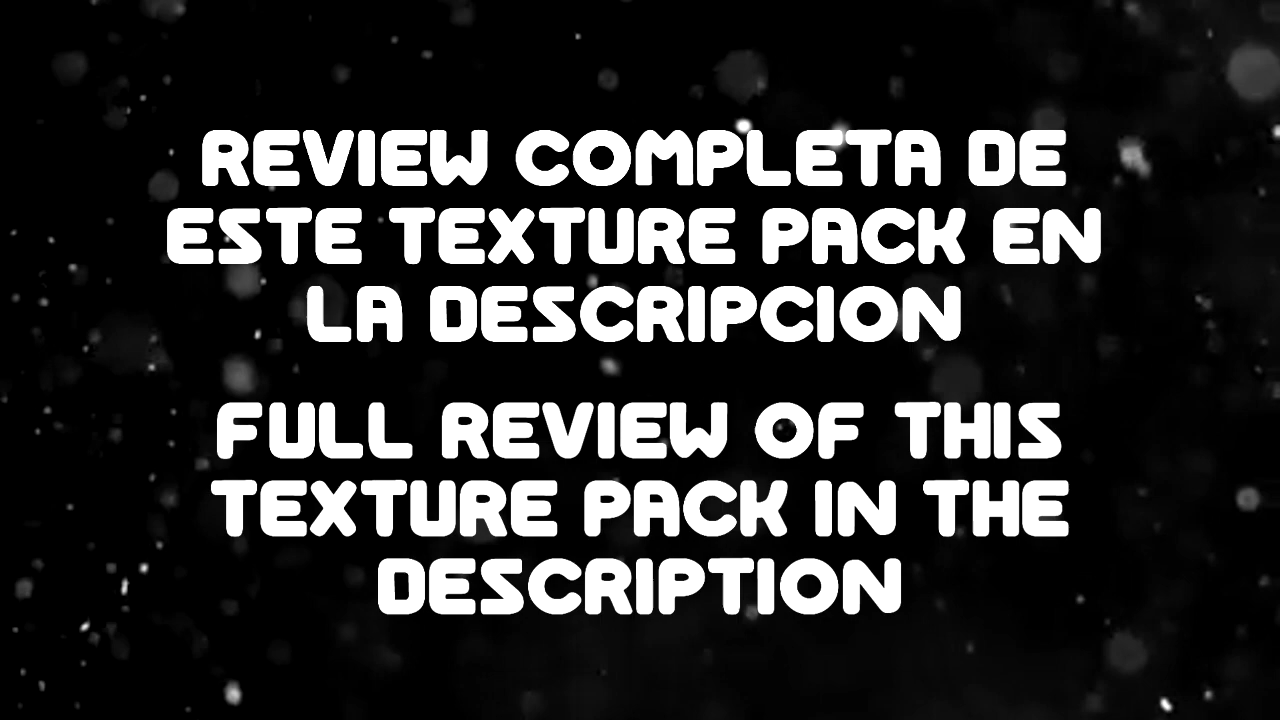 REVIEW COMPLETA DE
ESTE TEXTURE PACK EN
LA DESCRIPCION
FULL REVIEW OF THIS
TEXTURE PACK IN THE
DESCRIPTION